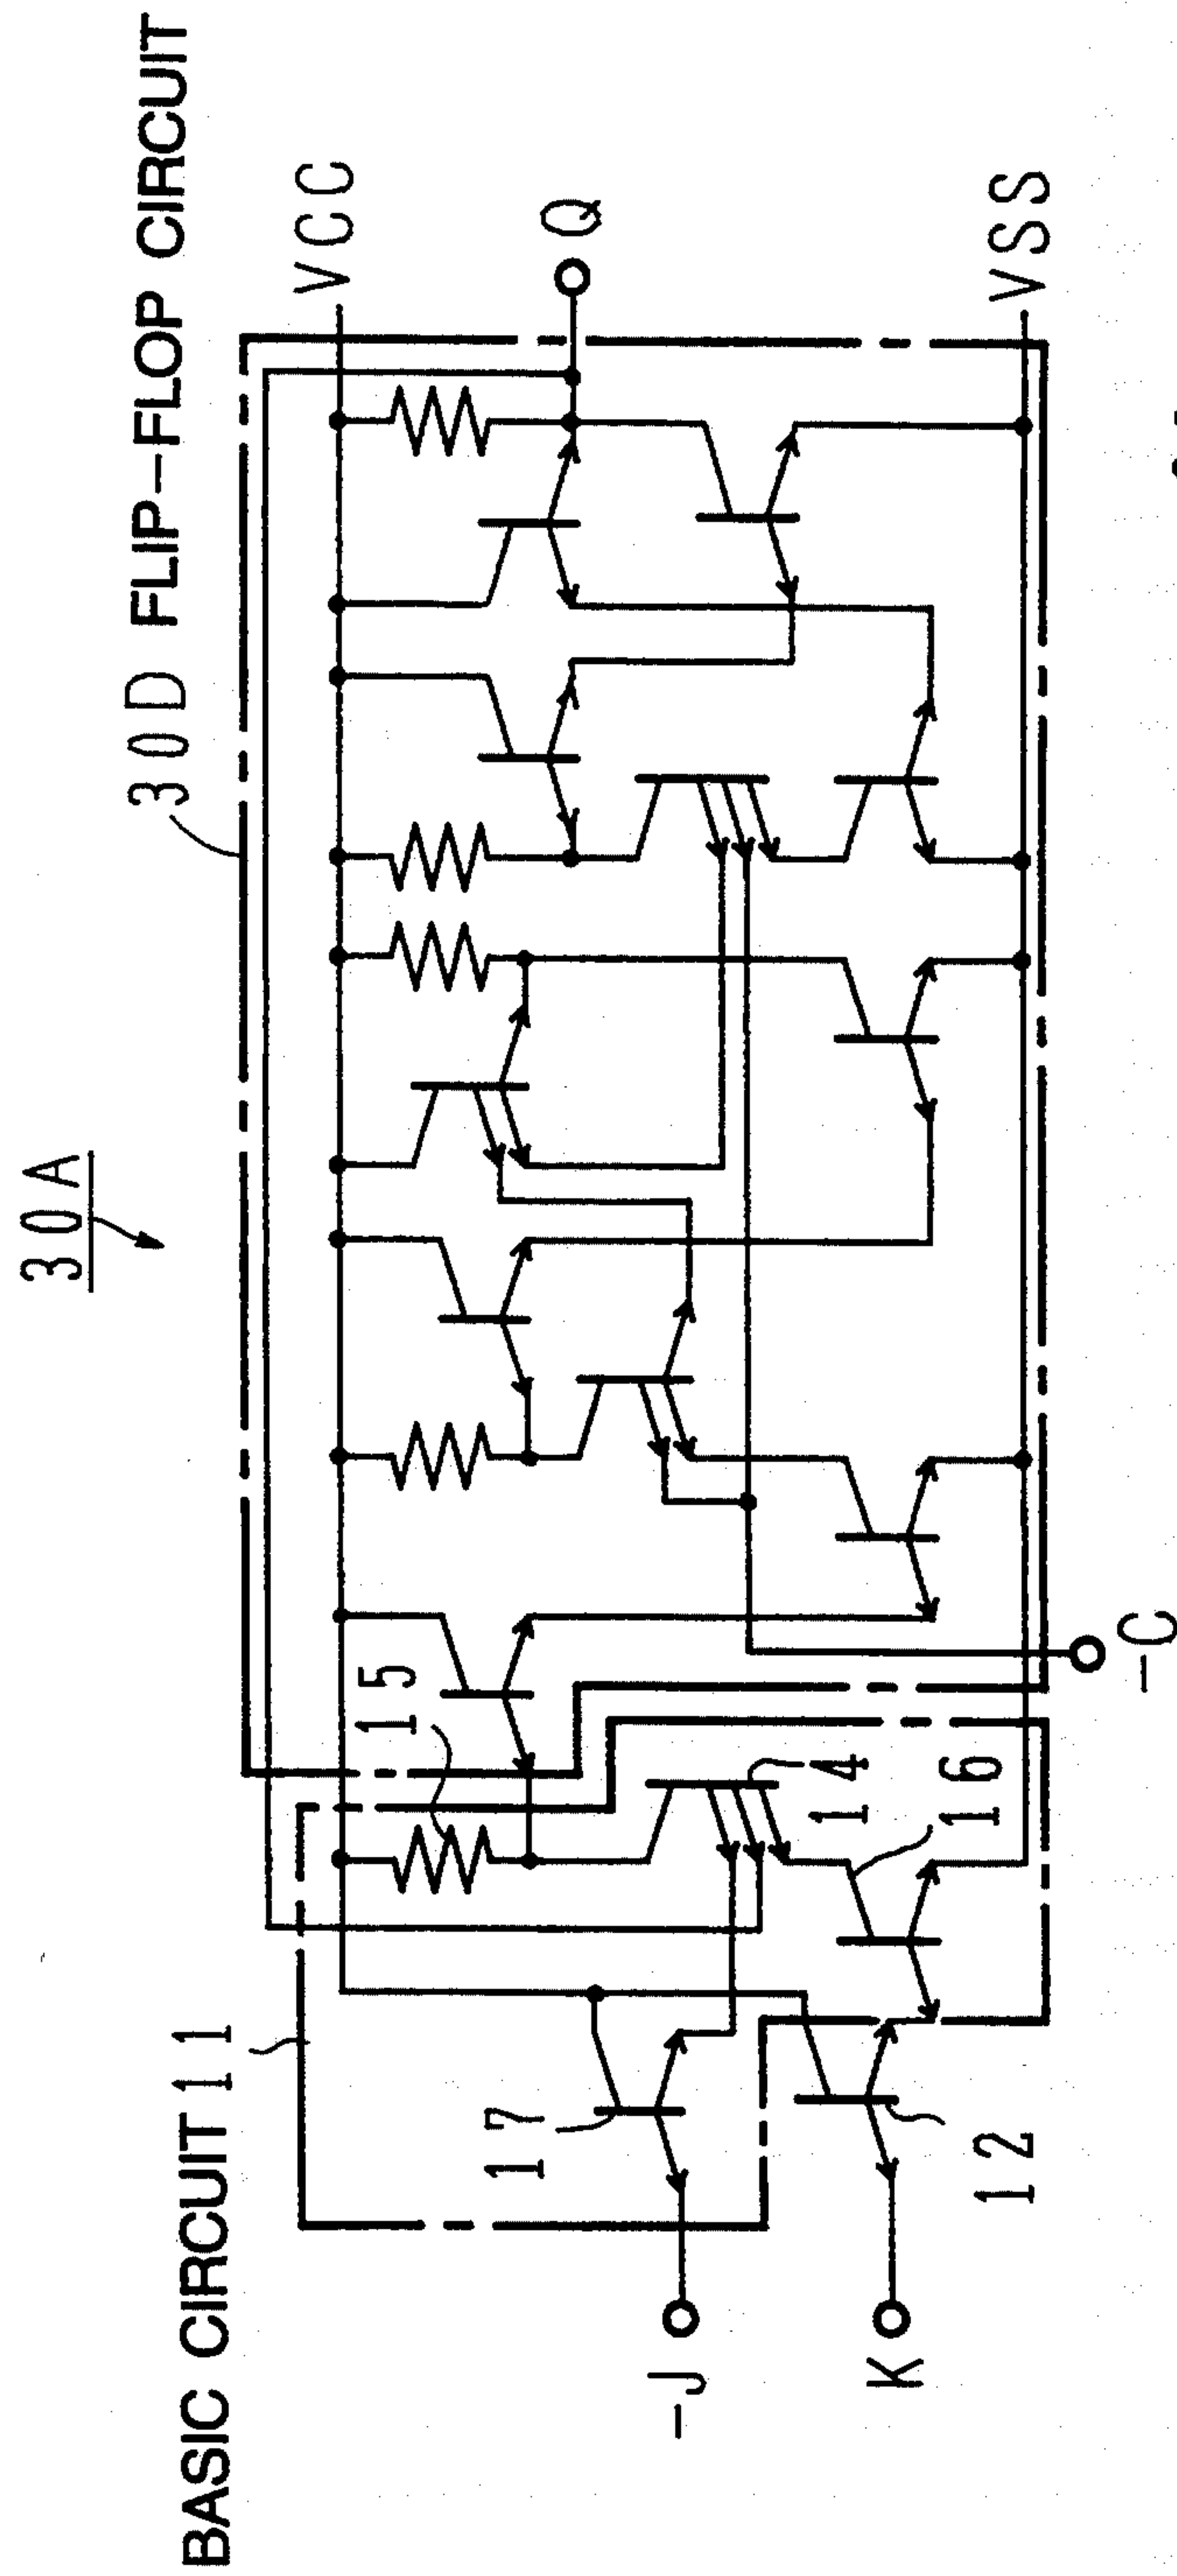 30A
30D FLIP-FLOP CIRCUIT
BASIC CIRCUIT 11
VCC
15
Q
17
-J
14
16
12
K
-C
VSS